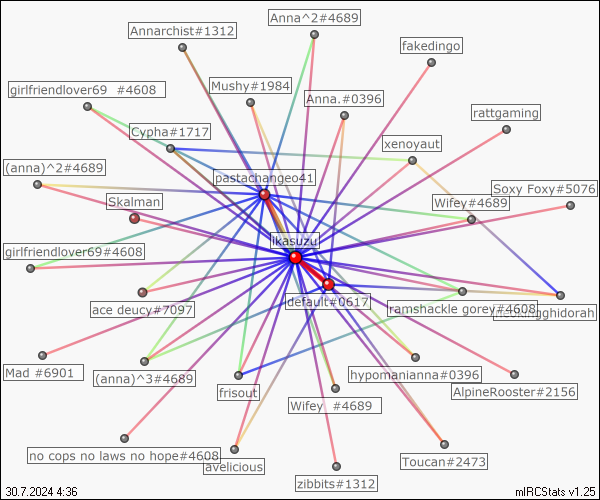 Anna^2#4689
Annarchist#1312
fakedingo
girlfriendlover69 #4608
Mushy#1984
Anna.#0396
rattgaming
Cypha#1717
xenoyaut
(anna)^2#4689
pastachangeo41
Soxy Foxy#5076
Skalman
Wifey#4689
ikasuzu
girlfriendlover69#4608
default#0617
ace deucy#7097
ramshackle gorey#4608
Mad #6901
(anna)^3#4689
hypomanianna#0396
frisout
AlpineRooster#2156
Wifey #4689
no cops no laws no hope#4608
avelicious
Toucan#2473
zibbits#1312
30.7.2024 4:36
mIRCStats v1.25